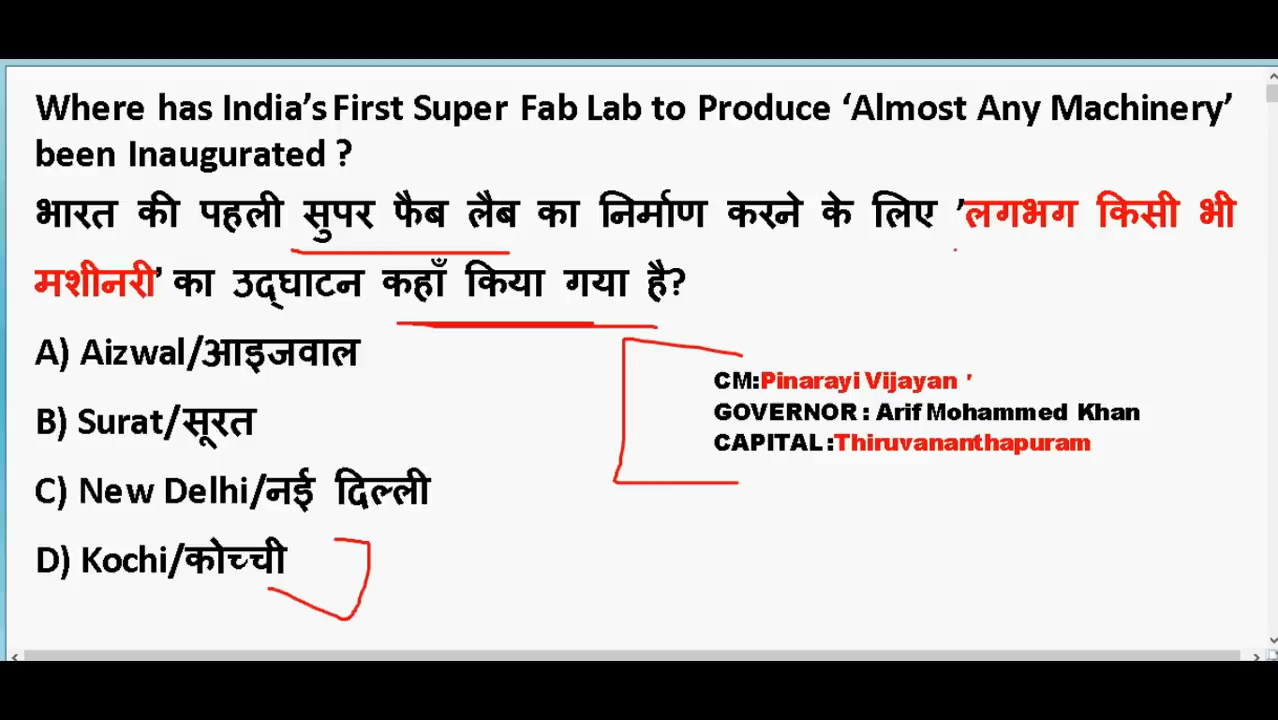 Where has India's First Super Fab Lab to Produce ‘Almost Any Machinery’
been Inaugurated ?
भारत की पहली सुपर फैब लैब का निर्माण करने के लिए ’लगभग किसी भी
मशीनरी’ का उद्घाटन कहाँ किया गया है?
A) Aizwal/आइजवाल
B) Surat/सूरत
C) New Delhi/नई दिल्ली
D) Kochi/कोच्ची
CM:Pinarayi Vijayan ’
GOVERNOR : Arif Mohammed Khan
CAPITAL :Thiruvananthapuram